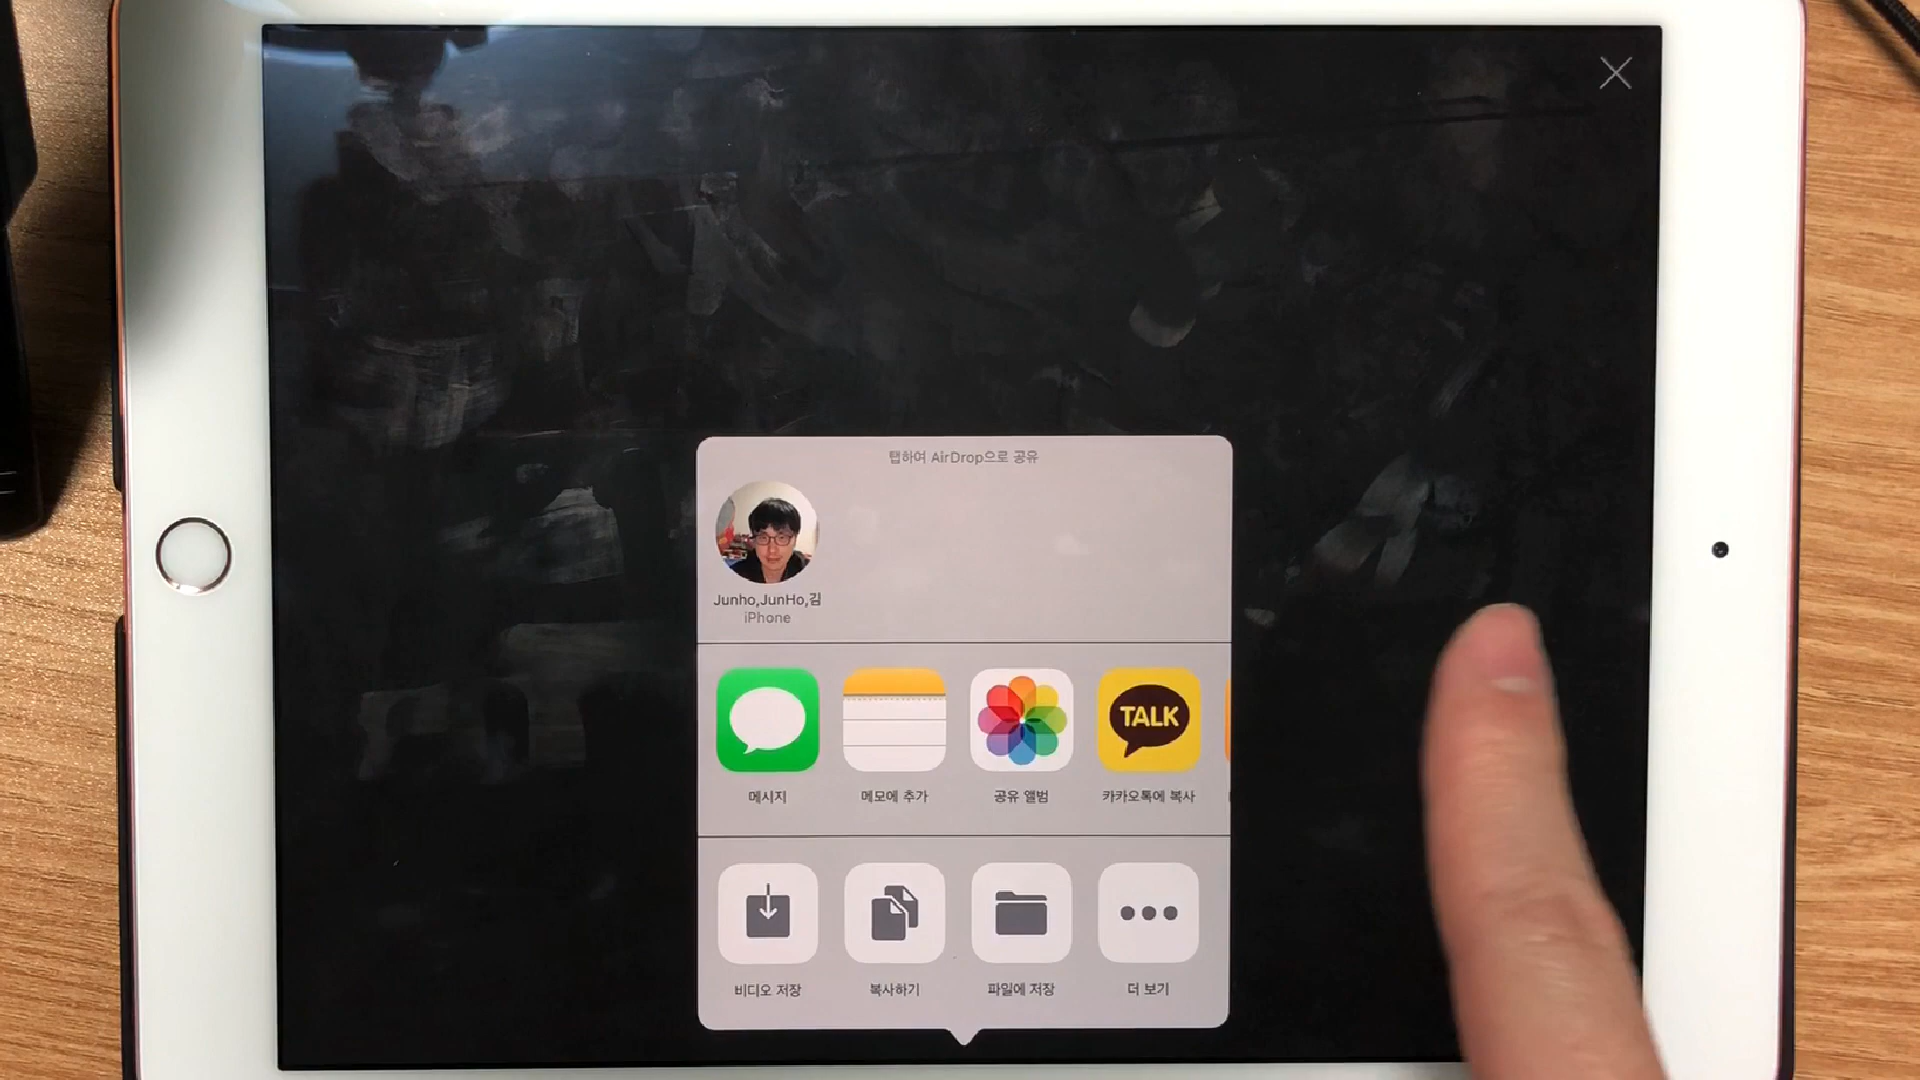 탭하여 AirDrop으로 공유
Junho,JunHo,김
iPhone
TALK
메시지
메모에 추가
공유 앨범
카카오톡에 복사
비디오 저장
복사하기
파일에 저장
더 보기